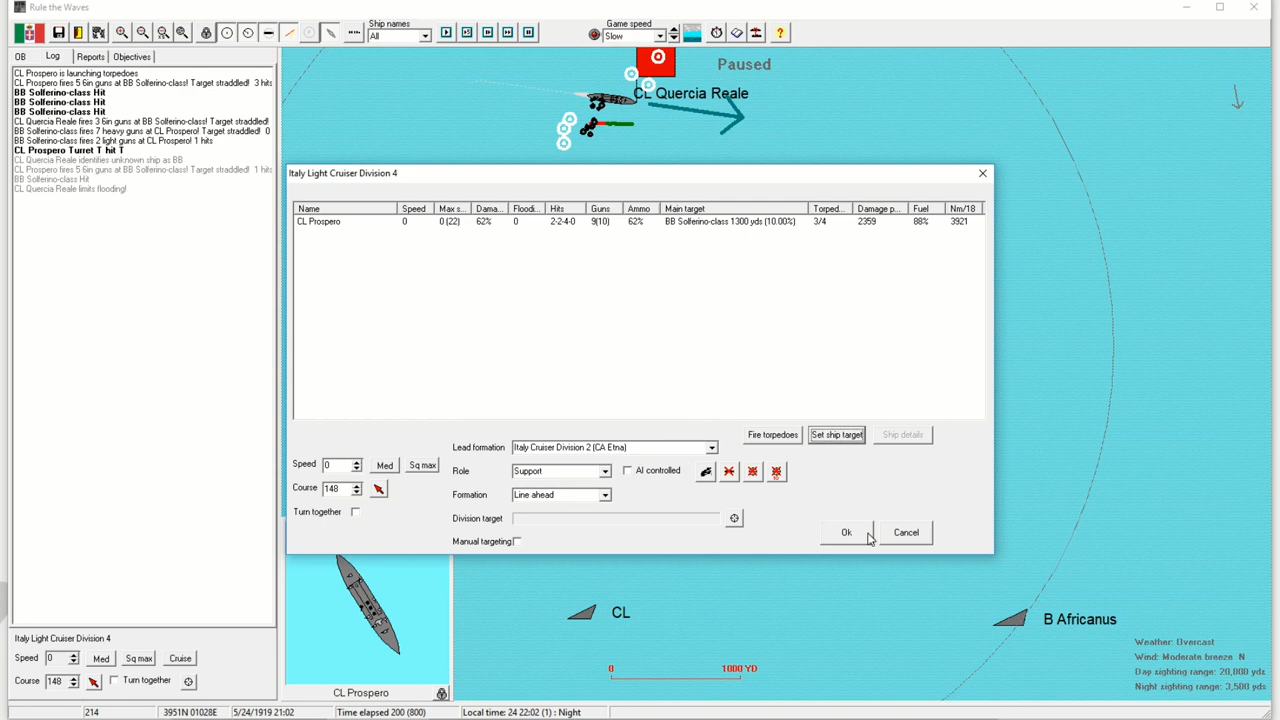 Rule the Waves
Ship names
All
Game speed
Slow
OB Log Reports Objectives
CL Prospero is launching torpedoes
CL Prospero fires 5 6in guns at BB Solferino-class! Target straddled! 3 hits
BB Solferino-class Hit
BB Solferino-class Hit
BB Solferino-class Hit
CL Quercia Reale fires 3 6in guns at BB Solferino-class! Target straddled!
BB Solferino-class fires 7 heavy guns at CL Prospero! Target straddled! 0
BB Solferino-class fires 2 light guns at CL Prospero! 1 hits
CL Prospero Turret T hit T
CL Quercia Reale identifies unknown ship as BB
CL Prospero fires 5 6in guns at BB Solferino-class! Target straddled! 1 hits
BB Solferino-class Hit
CL Quercia Reale limits flooding!
Paused
CL Quercia Reale
Italy Light Cruiser Division 4
Name Speed Max s... Dama... Floodi... Hits Guns Ammo Main target Torped... Damage p... Fuel Nm/18
CL Prospero 0 0 (22) 62% 0 2-2-4-0 9(10) 62% BB Solferino-class 1300 yds (10.00%) 3/4 2359 88% 3921
Fire torpedoes Set ship target Ship details
Lead formation Italy Cruiser Division 2 (CA Etna)
Speed 0 Med Sq max
Role Support AI controlled
10
Course 148
Formation Line ahead
Turn together
Division target
Manual targeting
Ok Cancel
CL
B Africanus
Weather: Overcast
Wind: Moderate breeze N
Day sighting range: 20,000 yds
Night sighting range: 3,500 yds
0 1000 YD
Italy Light Cruiser Division 4
Speed 0 Med Sq max Cruise
Course 148 Turn together
CL Prospero
214 3951N 01028E 5/24/1919 21:02 Time elapsed 200 (800) Local time: 24 22:02 (1) : Night